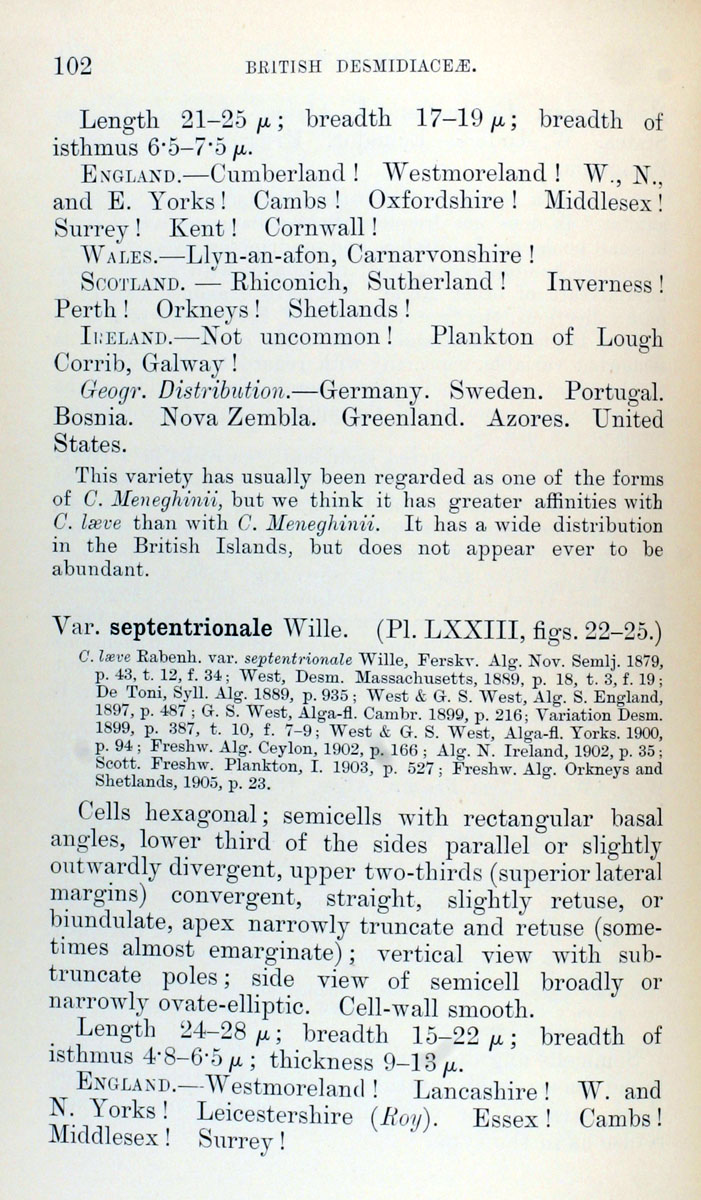 102 BRITISH DESMIDIACEÆ.
Length 21–25 μ; breadth 17–19 μ; breadth of
isthmus 6·5–7·5 μ.
ENGLAND.—Cumberland! Westmoreland! W., N.,
and E. Yorks! Cambs! Oxfordshire! Middlesex!
Surrey! Kent! Cornwall!
WALES.—Llyn-an-afon, Carnarvonshire!
SCOTLAND. — Rhiconich, Sutherland! Inverness!
Perth! Orkneys! Shetlands!
IRELAND.—Not uncommon! Plankton of Lough
Corrib, Galway!
Geogr. Distribution.—Germany. Sweden. Portugal.
Bosnia. Nova Zembla. Greenland. Azores. United
States.
This variety has usually been regarded as one of the forms
of C. Meneghinii, but we think it has greater affinities with
C. læve than with C. Meneghinii. It has a wide distribution
in the British Islands, but does not appear ever to be
abundant.
Var. septentrionale Wille. (Pl. LXXIII, figs. 22–25.)
C. læve Rabenh. var. septentrionale Wille, Ferskv. Alg. Nov. Semlj. 1879,
p. 43, t. 12, f. 34; West, Desm. Massachusetts, 1889, p. 18, t. 3, f. 19;
De Toni, Syll. Alg. 1889, p. 935; West & G. S. West, Alg. S. England,
1897, p. 487; G. S. West, Alga-fl. Cambr. 1899, p. 216; Variation Desm.
1899, p. 387, t. 10, f. 7–9; West & G. S. West, Alga-fl. Yorks. 1900,
p. 94; Freshw. Alg. Ceylon, 1902, p. 166; Alg. N. Ireland, 1902, p. 35;
Scott. Freshw. Plankton, I. 1903, p. 527; Freshw. Alg. Orkneys and
Shetlands, 1905, p. 23.
Cells hexagonal; semicells with rectangular basal
angles, lower third of the sides parallel or slightly
outwardly divergent, upper two-thirds (superior lateral
margins) convergent, straight, slightly retuse, or
biundulate, apex narrowly truncate and retuse (some-
times almost emarginate); vertical view with sub-
truncate poles; side view of semicell broadly or
narrowly ovate-elliptic. Cell-wall smooth.
Length 24–28 μ; breadth 15–22 μ; breadth of
isthmus 4·8–6·5 μ; thickness 9–13 μ.
ENGLAND.—Westmoreland! Lancashire! W. and
N. Yorks! Leicestershire (Roy). Essex! Cambs!
Middlesex! Surrey!